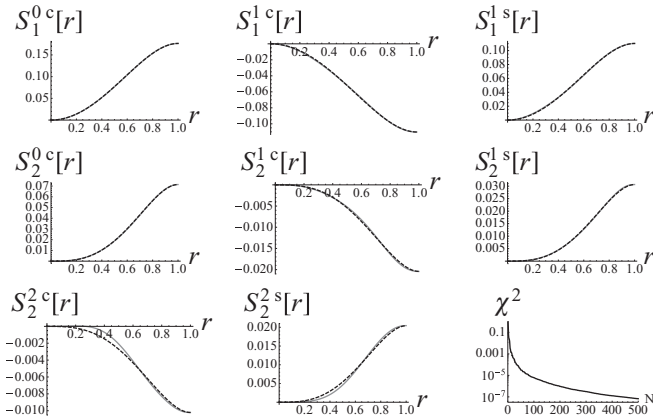 S_1^{0 c}[r] S_1^{1 c}[r] S_1^{1 s}[r]
0.15 0.10 0.05 0.2 0.4 0.6 0.8 1.0 r
−0.02 −0.04 −0.06 −0.08 −0.10 0.2 0.4 0.6 0.8 1.0 r
0.10 0.08 0.06 0.04 0.02 0.2 0.4 0.6 0.8 1.0 r
S_2^{0 c}[r] S_2^{1 c}[r] S_2^{1 s}[r]
0.07 0.06 0.05 0.04 0.03 0.02 0.01 0.2 0.4 0.6 0.8 1.0 r
−0.005 −0.010 −0.015 −0.020 0.2 0.4 0.6 0.8 1.0 r
0.030 0.025 0.020 0.015 0.010 0.005 0.2 0.4 0.6 0.8 1.0 r
S_2^{2 c}[r] S_2^{2 s}[r] χ^2
−0.002 −0.004 −0.006 −0.008 −0.010 0.2 0.4 0.6 0.8 1.0 r
0.020 0.015 0.010 0.005 0.2 0.4 0.6 0.8 1.0 r
0.1 0.001 10^{−5} 10^{−7} 0 100 200 300 400 500 N